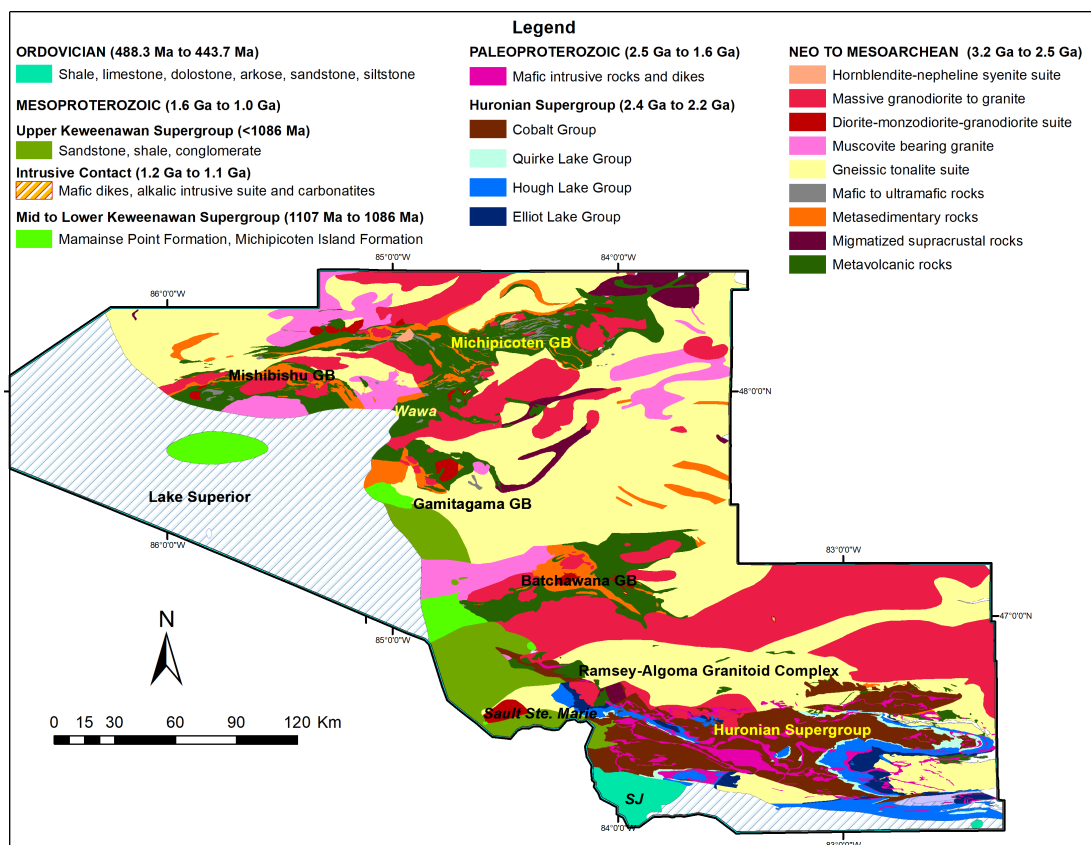 Legend
ORDOVICIAN (488.3 Ma to 443.7 Ma)
Shale, limestone, dolostone, arkose, sandstone, siltstone
MESOPROTEROZOIC (1.6 Ga to 1.0 Ga)
Upper Keweenawan Supergroup (<1086 Ma)
Sandstone, shale, conglomerate
Intrusive Contact (1.2 Ga to 1.1 Ga)
Mafic dikes, alkalic intrusive suite and carbonatites
Mid to Lower Keweenawan Supergroup (1107 Ma to 1086 Ma)
Mamainse Point Formation, Michipicoten Island Formation
PALEOPROTEROZOIC (2.5 Ga to 1.6 Ga)
Mafic intrusive rocks and dikes
Huronian Supergroup (2.4 Ga to 2.2 Ga)
Cobalt Group
Quirke Lake Group
Hough Lake Group
Elliot Lake Group
NEO TO MESOARCHEAN (3.2 Ga to 2.5 Ga)
Hornblendite-nepheline syenite suite
Massive granodiorite to granite
Diorite-monzodiorite-granodiorite suite
Muscovite bearing granite
Gneissic tonalite suite
Mafic to ultramafic rocks
Metasedimentary rocks
Migmatized supracrustal rocks
Metavolcanic rocks
85°0'0"W
84°0'0"W
86°0'0"W
Michipicoten GB
Mishibishu GB
48°0'0"N
Wawa
Lake Superior
Gamitagama GB
86°0'0"W
83°0'0"W
Batchawana GB
N
47°0'0"N
85°0'0"W
Ramsey-Algoma Granitoid Complex
Sault Ste. Marie
0 15 30 60 90 120 Km
Huronian Supergroup
SJ
84°0'0"W
83°0'0"W